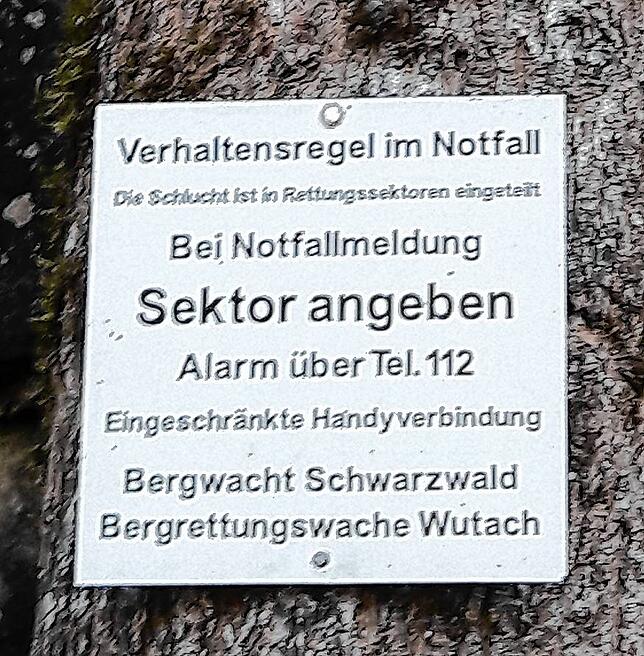 Verhaltensregel im Notfall
Die Schlucht ist in Rettungssektoren eingeteilt
Bei Notfallmeldung
Sektor angeben
Alarm über Tel. 112
Eingeschränkte Handyverbindung
Bergwacht Schwarzwald
Bergrettungswache Wutach